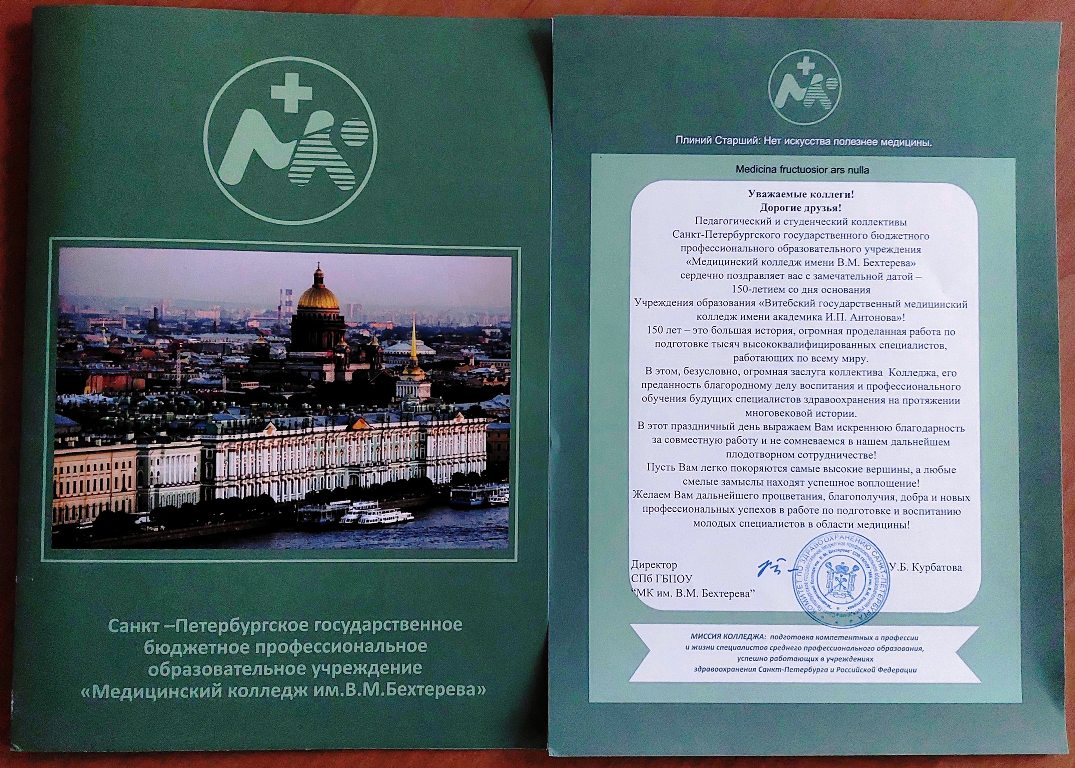 Санкт –Петербургское государственное
бюджетное профессиональное
образовательное учреждение
«Медицинский колледж им.В.М.Бехтерева»
Плиний Старший: Нет искусства полезнее медицины.
Medicina fructuosior ars nulla
Уважаемые коллеги!
Дорогие друзья!
Педагогический и студенческий коллективы
Санкт-Петербургского государственного бюджетного
профессионального образовательного учреждения
«Медицинский колледж имени В.М. Бехтерева»
сердечно поздравляет вас с замечательной датой –
150-летием со дня основания
Учреждения образования «Витебский государственный медицинский
колледж имени академика И.П. Антонова»!
150 лет – это большая история, огромная проделанная работа по
подготовке тысяч высококвалифицированных специалистов,
работающих по всему миру.
В этом, безусловно, огромная заслуга коллектива Колледжа, его
преданность благородному делу воспитания и профессионального
обучения будущих специалистов здравоохранения на протяжении
многовековой истории.
В этот праздничный день выражаем Вам искреннюю благодарность
за совместную работу и не сомневаемся в нашем дальнейшем
плодотворном сотрудничестве!
Пусть Вам легко покоряются самые высокие вершины, а любые
смелые замыслы находят успешное воплощение!
Желаем Вам дальнейшего процветания, благополучия, добра и новых
профессиональных успехов в работе по подготовке и воспитанию
молодых специалистов в области медицины!
Директор
СПб ГБПОУ
“МК им. В.М. Бехтерева”
У.Б. Курбатова
КОМИТЕТ ПО ЗДРАВООХРАНЕНИЮ САНКТ-ПЕТЕРБУРГА
МИССИЯ КОЛЛЕДЖА: подготовка компетентных в профессии
и жизни специалистов среднего профессионального образования,
успешно работающих в учреждениях
здравоохранения Санкт-Петербурга и Российской Федерации